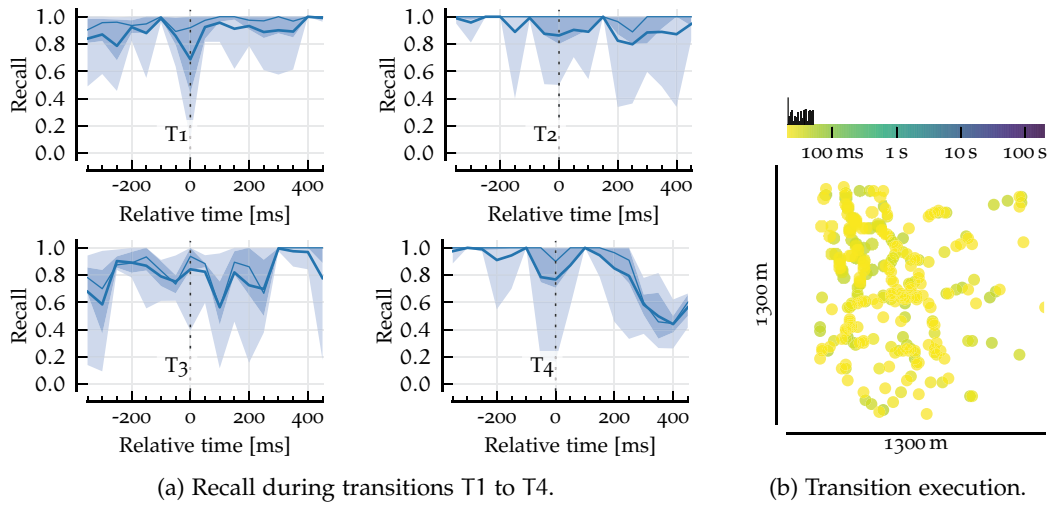 1.0
0.8
0.6
0.4
0.2
0.0
Recall
T1
-200 0 200 400
Relative time [ms]
1.0
0.8
0.6
0.4
0.2
0.0
Recall
T2
-200 0 200 400
Relative time [ms]
1.0
0.8
0.6
0.4
0.2
0.0
Recall
T3
-200 0 200 400
Relative time [ms]
1.0
0.8
0.6
0.4
0.2
0.0
Recall
T4
-200 0 200 400
Relative time [ms]
(a) Recall during transitions T1 to T4.
100 ms 1 s 10 s 100 s
1300 m
1300 m
(b) Transition execution.